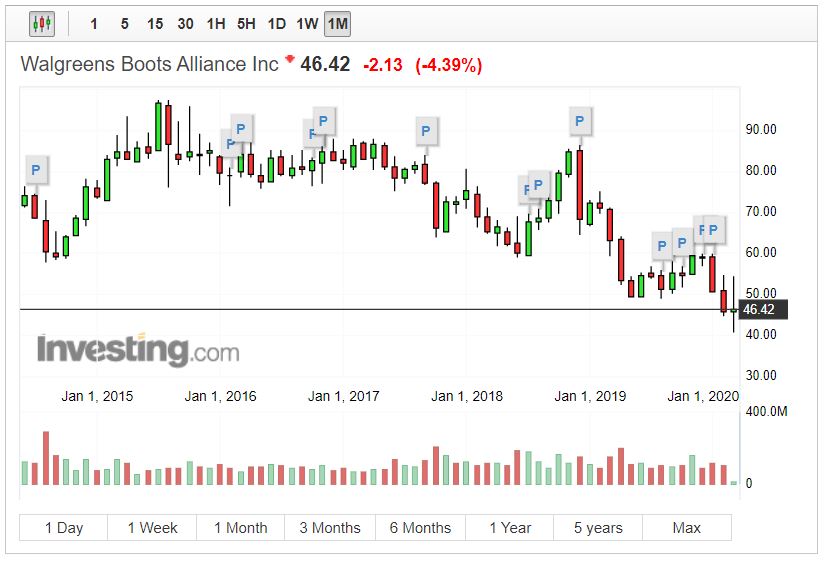 1 5 15 30 1H 5H 1D 1W 1M
Walgreens Boots Alliance Inc 46.42 -2.13 (-4.39%)
P P P P P P P P P P P P P
90.00
80.00
70.00
60.00
50.00
46.42
40.00
30.00
Investing.com
Jan 1, 2015 Jan 1, 2016 Jan 1, 2017 Jan 1, 2018 Jan 1, 2019 Jan 1, 2020
400.0M
0
1 Day 1 Week 1 Month 3 Months 6 Months 1 Year 5 years Max